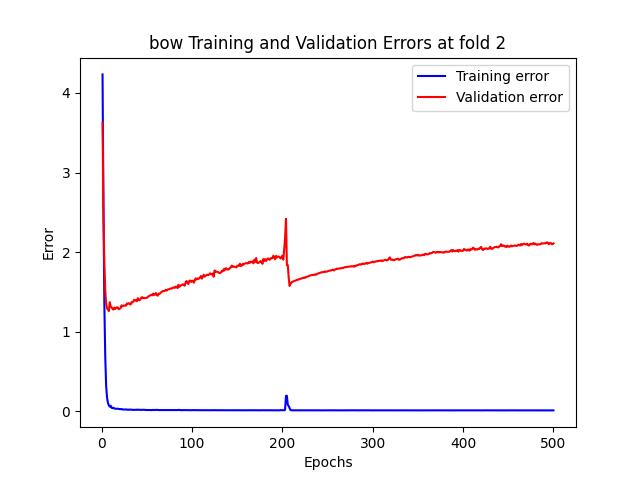 bow Training and Validation Errors at fold 2
Training error
Validation error
Error
4
3
2
1
0
0 100 200 300 400 500
Epochs